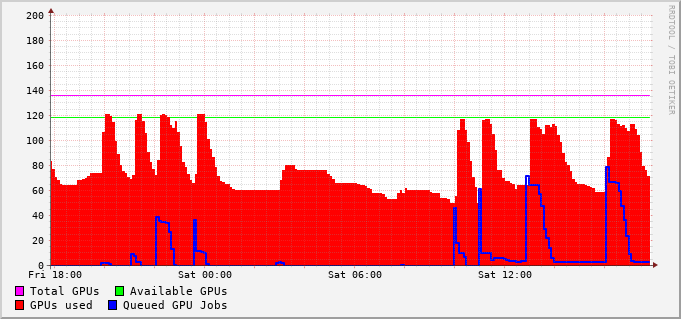 200
180
160
140
120
100
80
60
40
20
0
Fri 18:00 Sat 00:00 Sat 06:00 Sat 12:00
Total GPUs Available GPUs
GPUs used Queued GPU Jobs
RRDTOOL / TOBI OETIKER